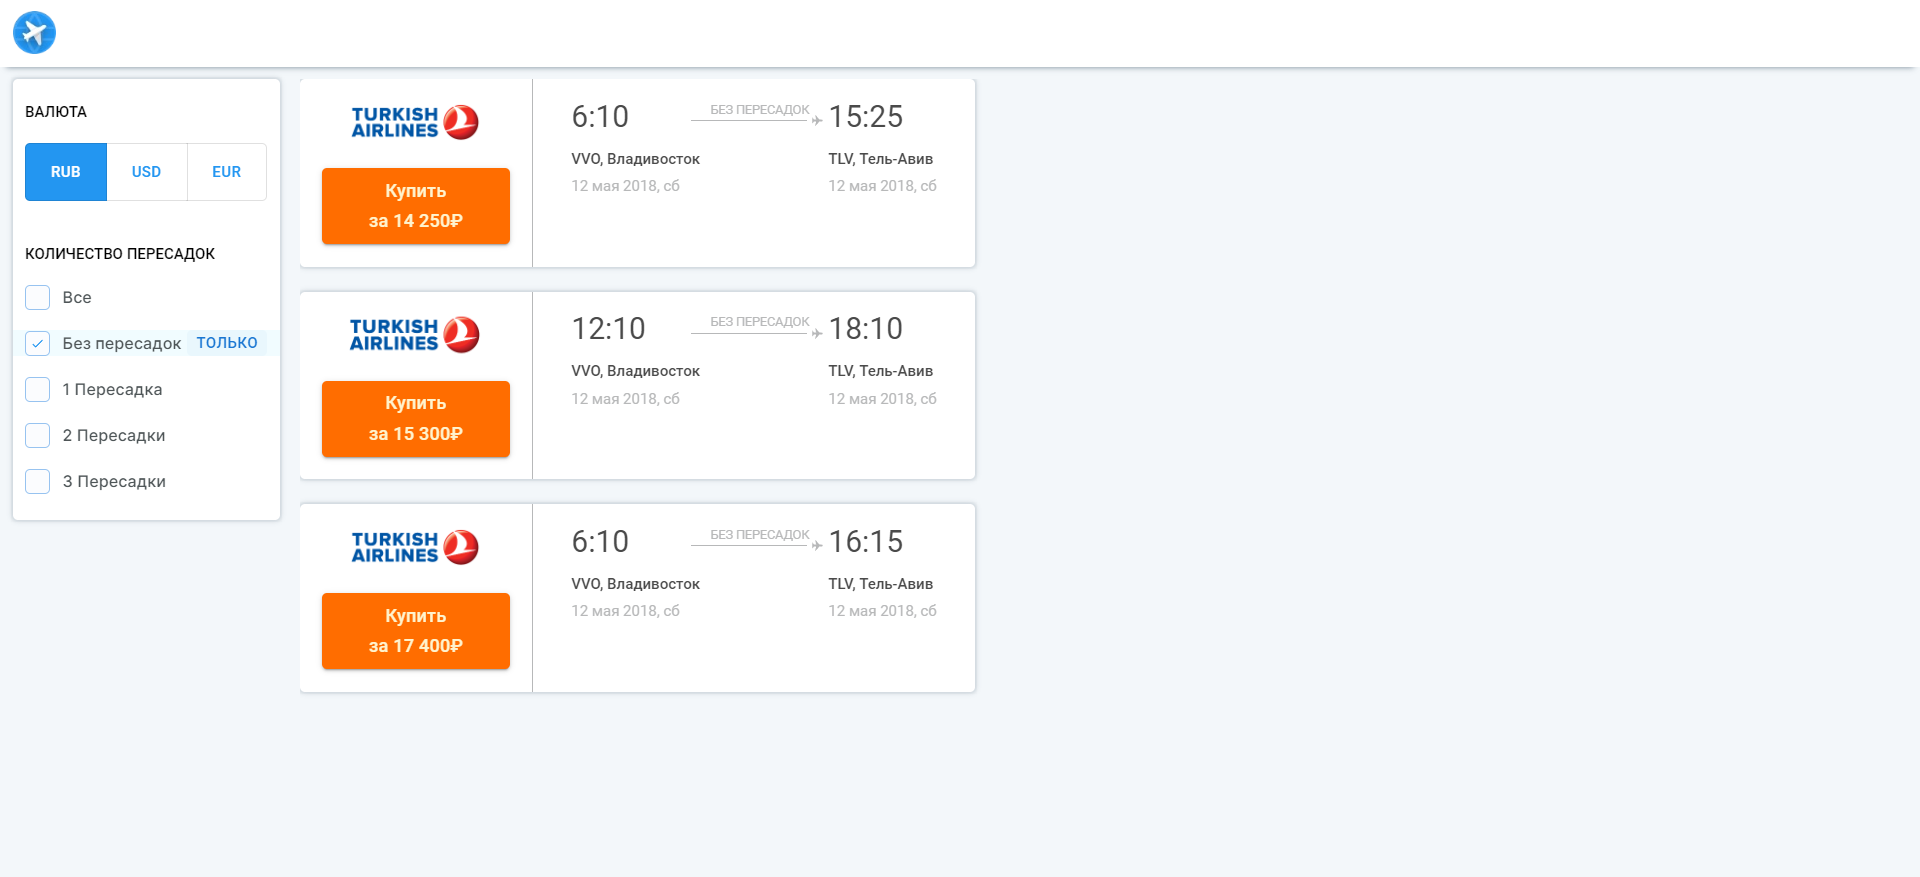 ВАЛЮТА
RUB USD EUR
КОЛИЧЕСТВО ПЕРЕСАДОК
Все
Без пересадок ТОЛЬКО
1 Пересадка
2 Пересадки
3 Пересадки
TURKISH
AIRLINES
Купить
за 14 250₽
6:10 БЕЗ ПЕРЕСАДОК 15:25
VVO, Владивосток TLV, Тель-Авив
12 мая 2018, сб 12 мая 2018, сб
TURKISH
AIRLINES
Купить
за 15 300₽
12:10 БЕЗ ПЕРЕСАДОК 18:10
VVO, Владивосток TLV, Тель-Авив
12 мая 2018, сб 12 мая 2018, сб
TURKISH
AIRLINES
Купить
за 17 400₽
6:10 БЕЗ ПЕРЕСАДОК 16:15
VVO, Владивосток TLV, Тель-Авив
12 мая 2018, сб 12 мая 2018, сб